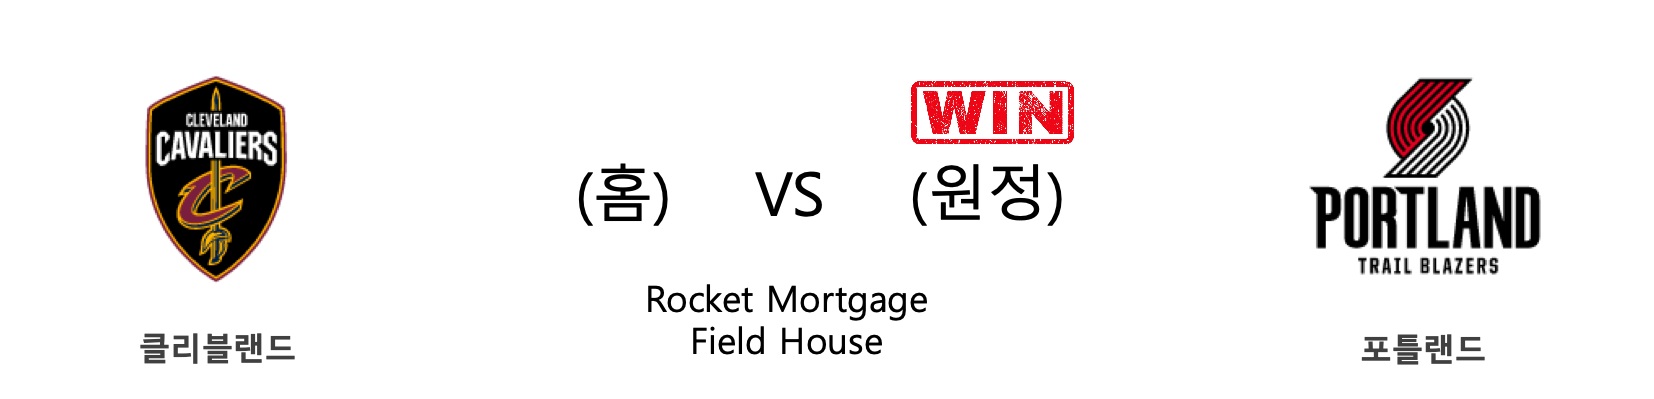 CLEVELAND
CAVALIERS
클리블랜드
WIN
(홈) VS (원정)
Rocket Mortgage
Field House
PORTLAND
TRAIL BLAZERS
포틀랜드